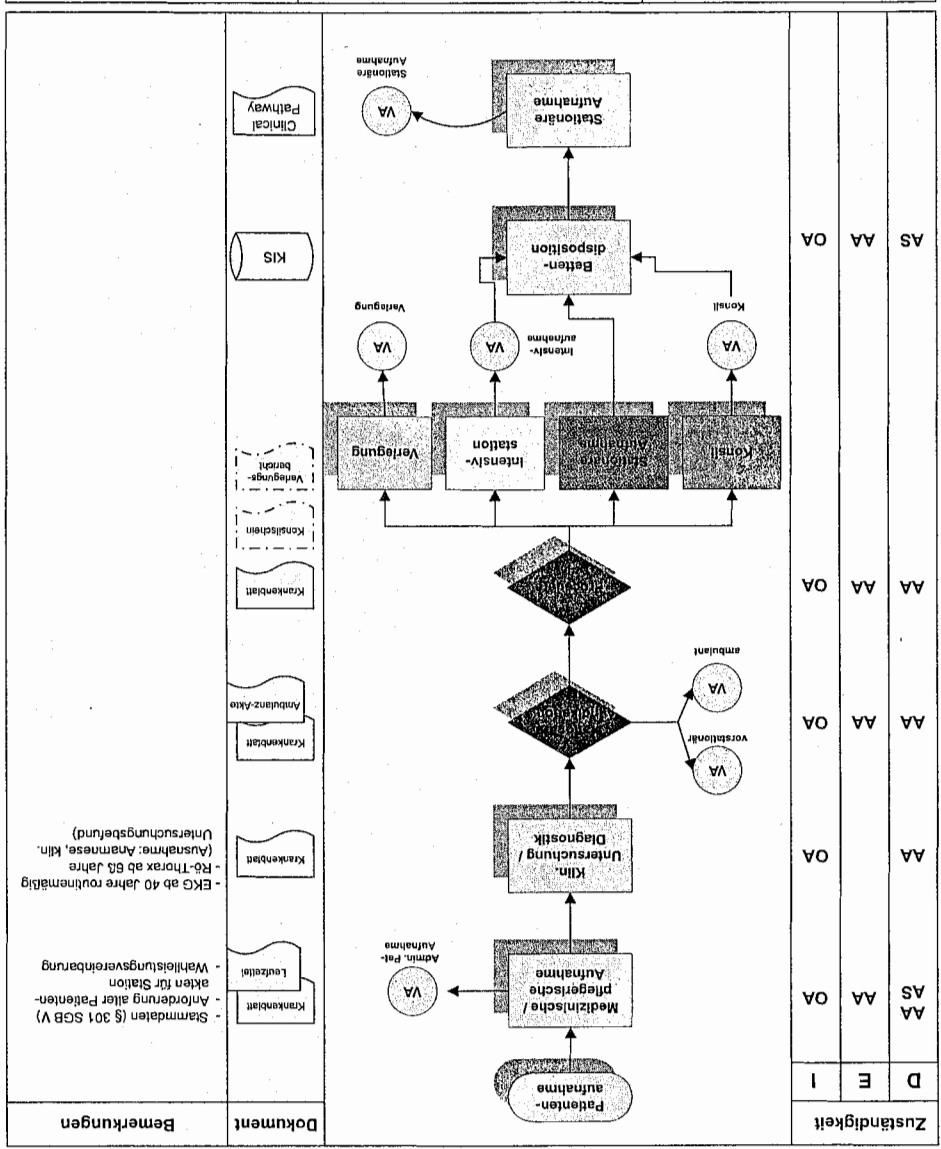 Zuständigkeit
Dokument
Bemerkungen
D
E
I
Patienten-
aufnahme
AA
AS
AA
OA
Medizinische /
pflegerische
Aufnahme
VA
Admin. Pat-
Aufnahme
Krankenblatt
Laufzettel
- Stammdaten (§ 301 SGB V)
- Anforderung alter Patienten-
akten für Station
- Wahlleistungsvereinbarung
AA
OA
Klin.
Untersuchung /
Diagnostik
Krankenblatt
- EKG ab 40 Jahre routinemäßig
- Rö-Thorax ab 65 Jahre
(Ausnahme: Anamnese, klin.
Untersuchungsbefund)
AA
AA
OA
VA
vorstationär
VA
ambulant
Krankenblatt
Ambulanz-Akte
AA
AA
OA
Krankenblatt
Konsilschein
Verlegungs-
bericht
Konsil
Stationäre
Aufnahme
Intensiv-
station
Verlegung
VA
Konsil
VA
Intensiv-
aufnahme
VA
Verlegung
AS
AA
OA
Betten-
disposition
KIS
Stationäre
Aufnahme
VA
Stationäre
Aufnahme
Clinical
Pathway